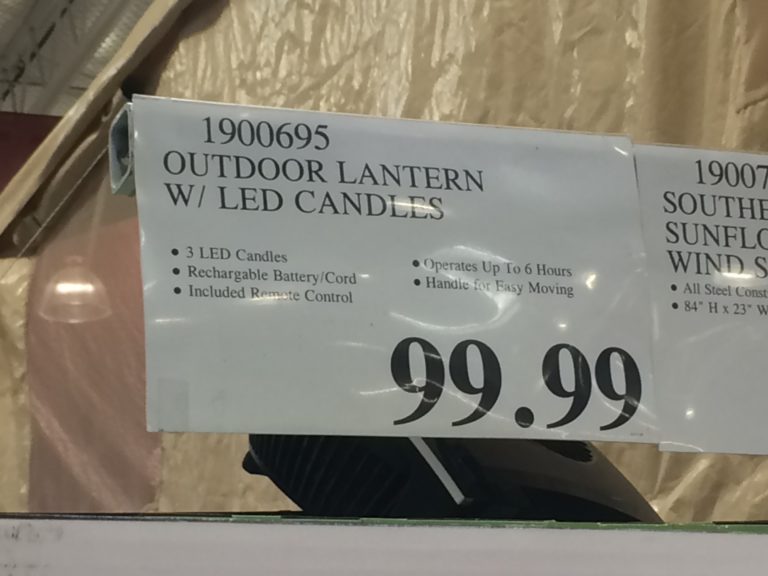 1900695
OUTDOOR LANTERN
W/ LED CANDLES
• 3 LED Candles
• Rechargable Battery/Cord
• Included Remote Control
• Operates Up To 6 Hours
• Handle for Easy Moving
99.99
19007
SOUTHE
SUNFLO
WIND S
• All Steel Const
• 84" H x 23" W